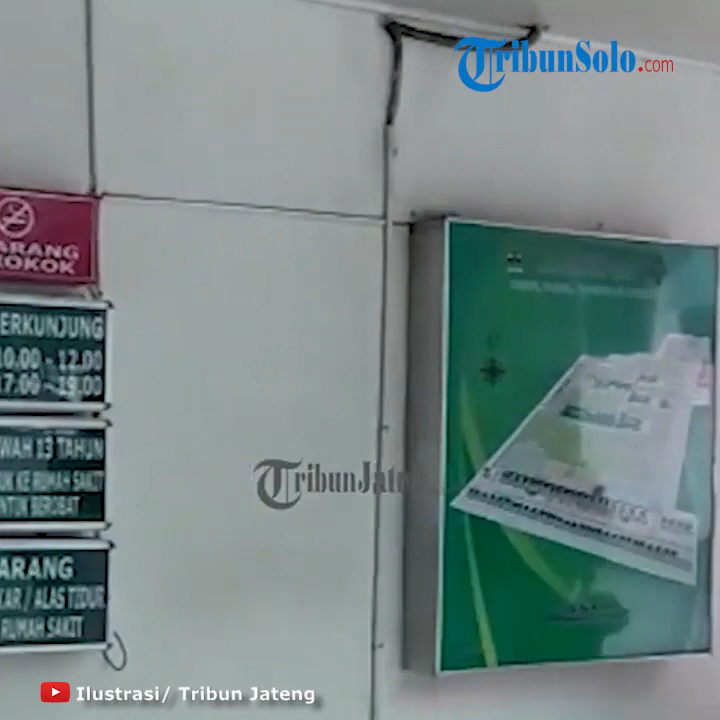 TribunSolo.com
ARANG
ROKOK
ERKUNJUNG
10.00 - 12.00
17.00 - 19.00
WAH 13 TAHUN
UK KE RUMAH SAKIT
NTUK BEROBAT
ARANG
KAR / ALAS TIDUR
RUMAH SAKIT
TribunJate
Ilustrasi/ Tribun Jateng